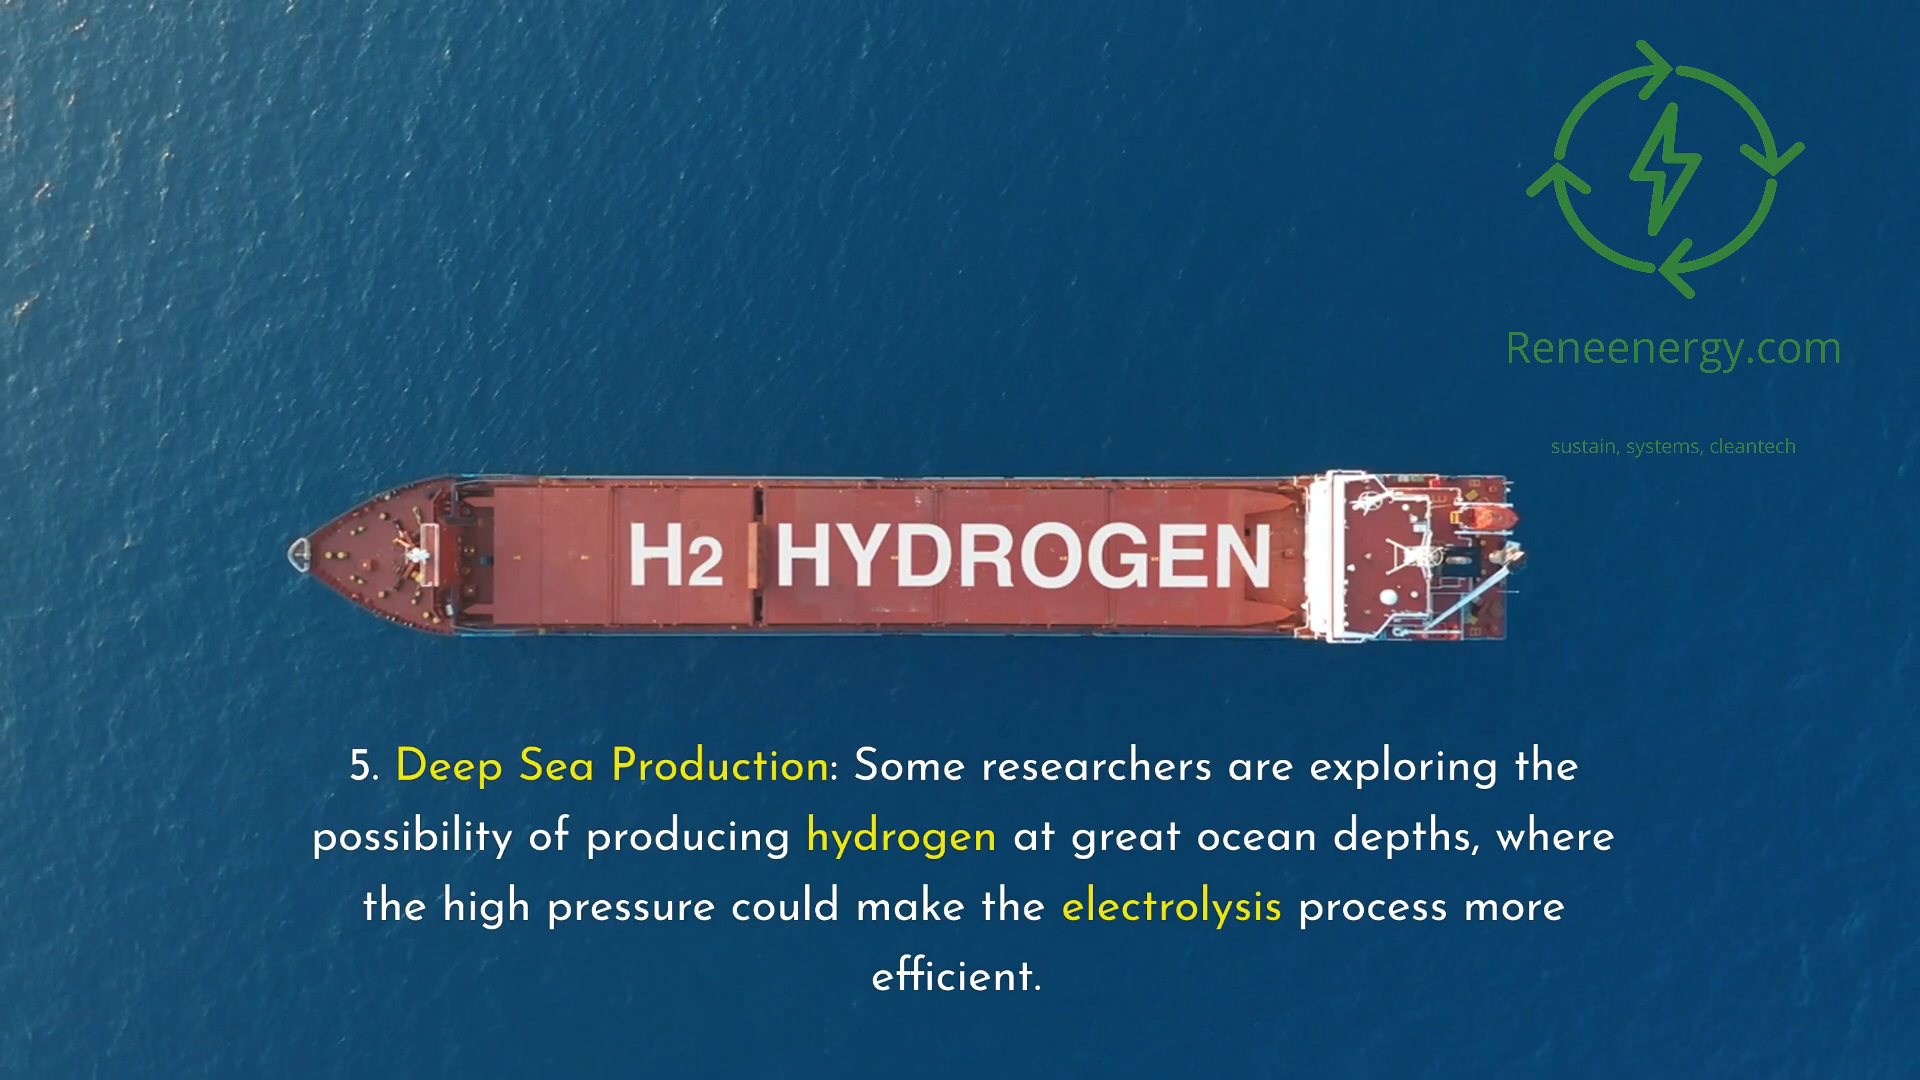 Reneenergy.com
sustain, systems, cleantech
H2 HYDROGEN
5. Deep Sea Production: Some researchers are exploring the
possibility of producing hydrogen at great ocean depths, where
the high pressure could make the electrolysis process more
efficient.